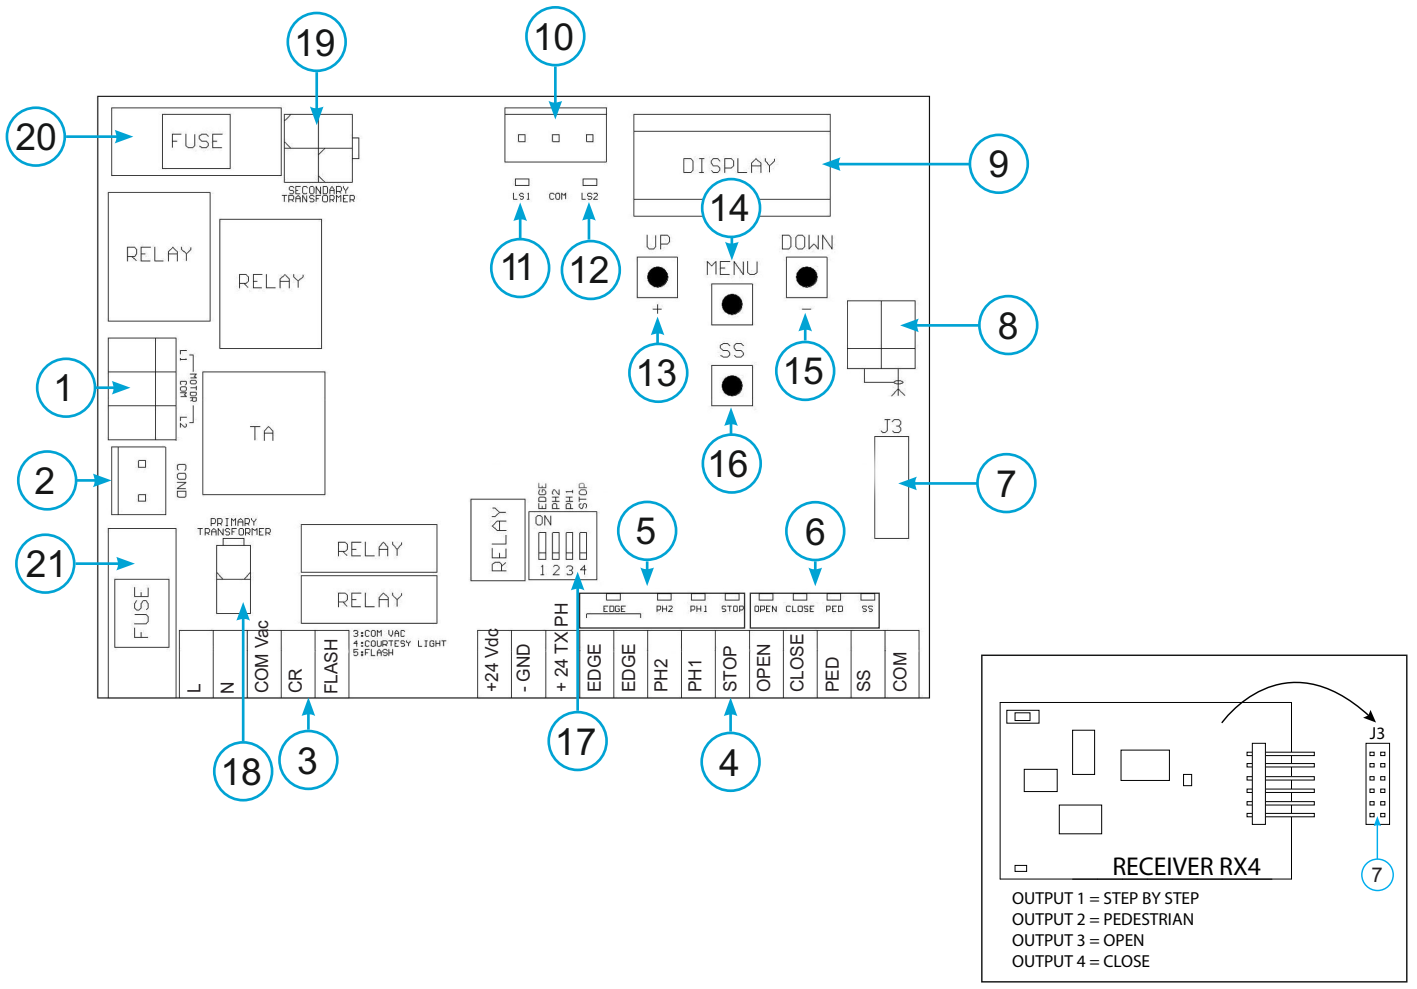 19
10
20
FUSE
SECONDARY
TRANSFORMER
LS1 COM LS2
DISPLAY
9
14
11
12
UP
MENU
DOWN
+
-
RELAY
RELAY
8
13
SS
15
1
L1
MOTOR
COM
L2
TA
16
J3
7
2
COND
PRIMARY
TRANSFORMER
21
FUSE
RELAY
RELAY
RELAY
EDGE
PH2
PH1
STOP
ON
1 2 3 4
5
6
EDGE PH2 PH1 STOP
OPEN CLOSE PED SS
3:COM VAC
4:COURTESY LIGHT
5:FLASH
L
N
COM Vac
CR
FLASH
+24 Vdc
- GND
+ 24 TX PH
EDGE
EDGE
PH2
PH1
STOP
OPEN
CLOSE
PED
SS
COM
18
3
17
4
J3
7
RECEIVER RX4
OUTPUT 1 = STEP BY STEP
OUTPUT 2 = PEDESTRIAN
OUTPUT 3 = OPEN
OUTPUT 4 = CLOSE